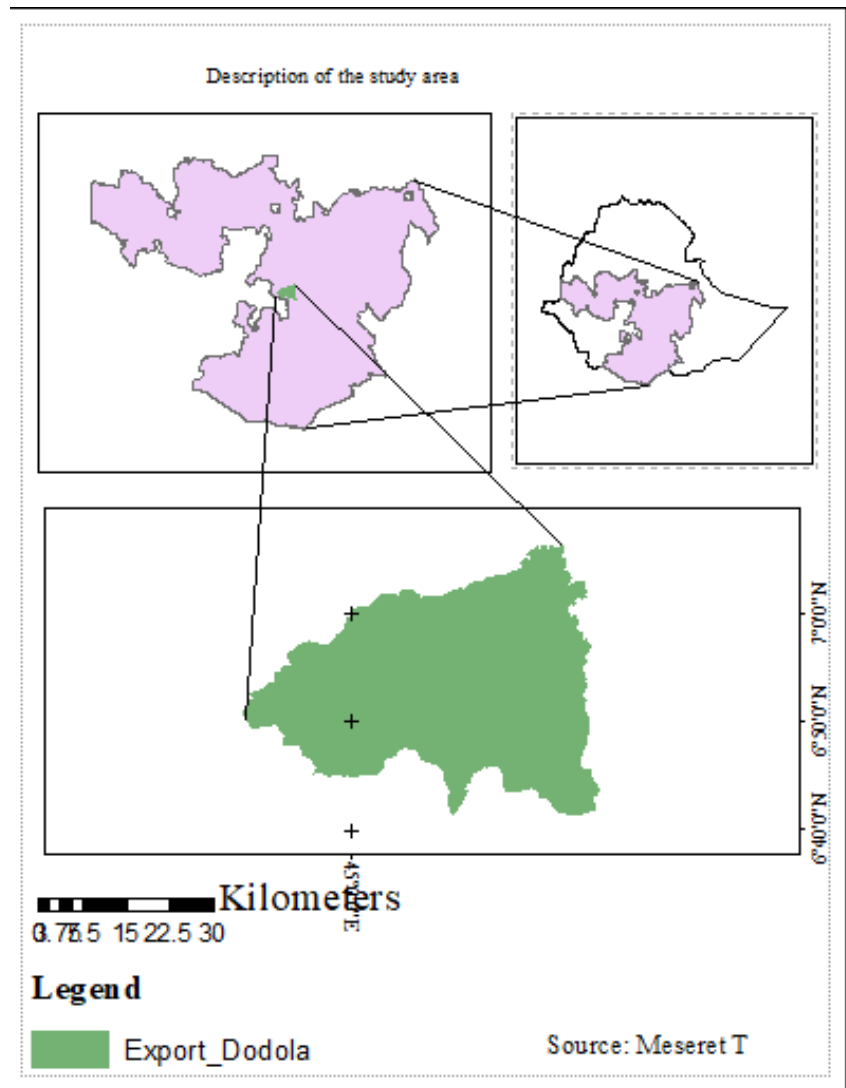 Description of the study area
7°0'0"N
6°50'0"N
6°40'0"N
Kilometers
15 22.5 30
Legend
Export_Dodola
Source: Meseret T